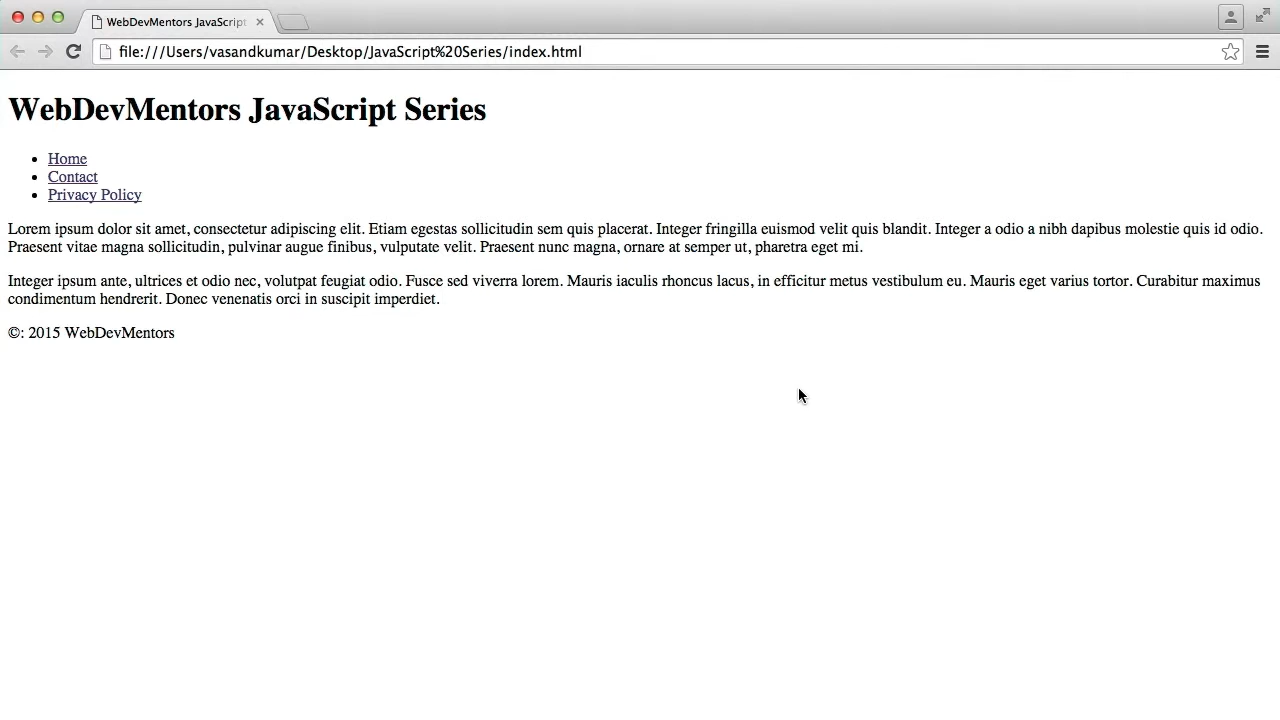 WebDevMentors JavaScript
file:///Users/vasandkumar/Desktop/JavaScript%20Series/index.html
WebDevMentors JavaScript Series
Home
Contact
Privacy Policy
Lorem ipsum dolor sit amet, consectetur adipiscing elit. Etiam egestas sollicitudin sem quis placerat. Integer fringilla euismod velit quis blandit. Integer a odio a nibh dapibus molestie quis id odio.
Praesent vitae magna sollicitudin, pulvinar augue finibus, vulputate velit. Praesent nunc magna, ornare at semper ut, pharetra eget mi.
Integer ipsum ante, ultrices et odio nec, volutpat feugiat odio. Fusce sed viverra lorem. Mauris iaculis rhoncus lacus, in efficitur metus vestibulum eu. Mauris eget varius tortor. Curabitur maximus
condimentum hendrerit. Donec venenatis orci in suscipit imperdiet.
©: 2015 WebDevMentors